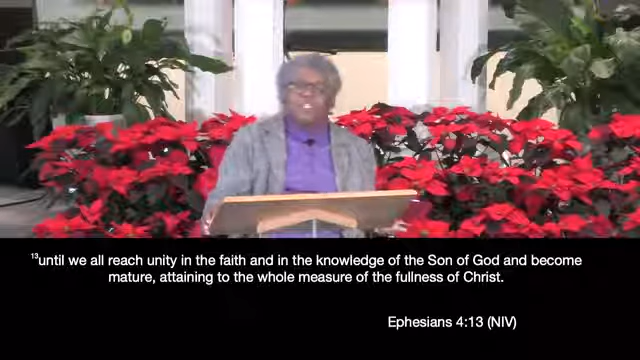 ¹³until we all reach unity in the faith and in the knowledge of the Son of God and become
mature, attaining to the whole measure of the fullness of Christ.
Ephesians 4:13 (NIV)